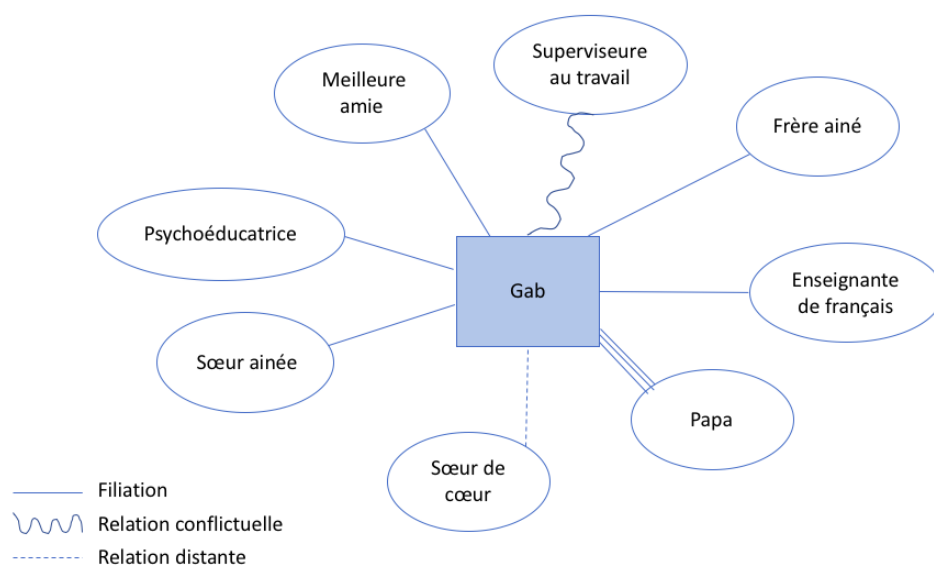 Superviseure
au travail
Meilleure
amie
Frère ainé
Psychoéducatrice
Gab
Enseignante
de français
Sœur ainée
Papa
Sœur de
cœur
Filiation
Relation conflictuelle
Relation distante